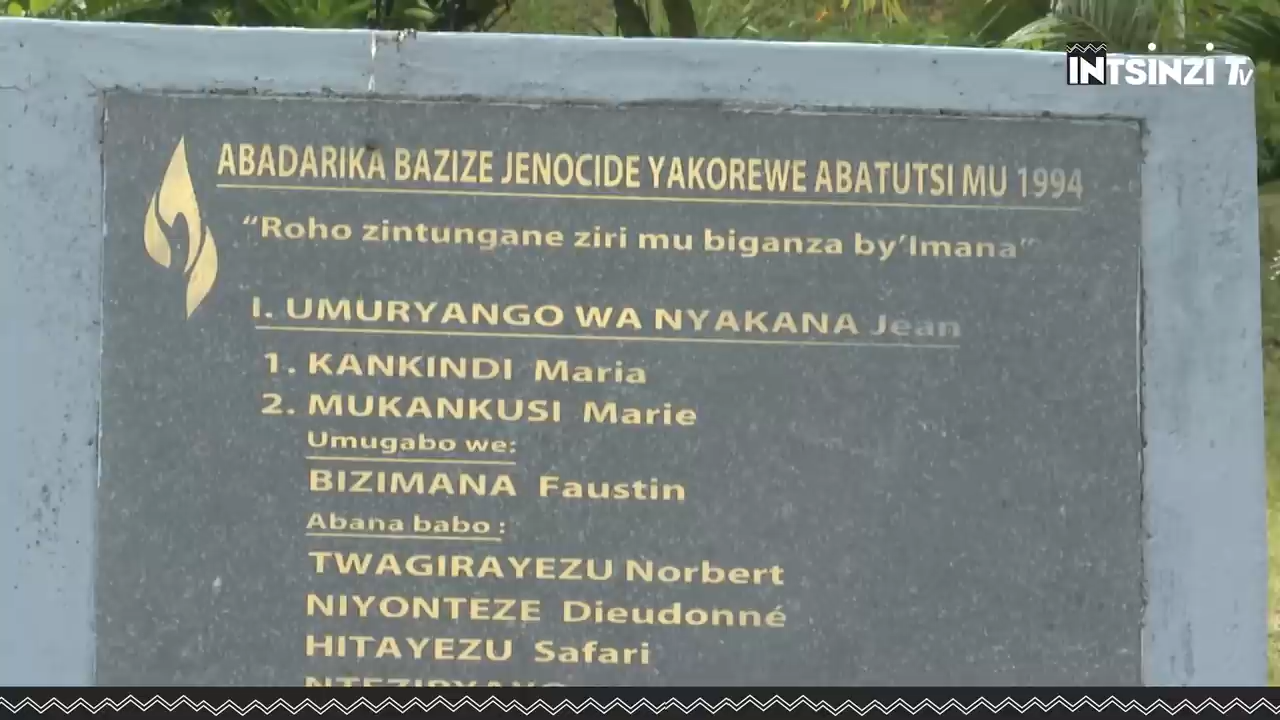 INTSINZI TV
ABADARIKA BAZIZE JENOCIDE YAKOREWE ABATUTSI MU 1994
“Roho zintungane ziri mu biganza by’Imana”
I. UMURYANGO WA NYAKANA Jean
1. KANKINDI Maria
2. MUKANKUSI Marie
Umugabo we:
BIZIMANA Faustin
Abana babo :
TWAGIRAYEZU Norbert
NIYONTEZE Dieudonné
HITAYEZU Safari